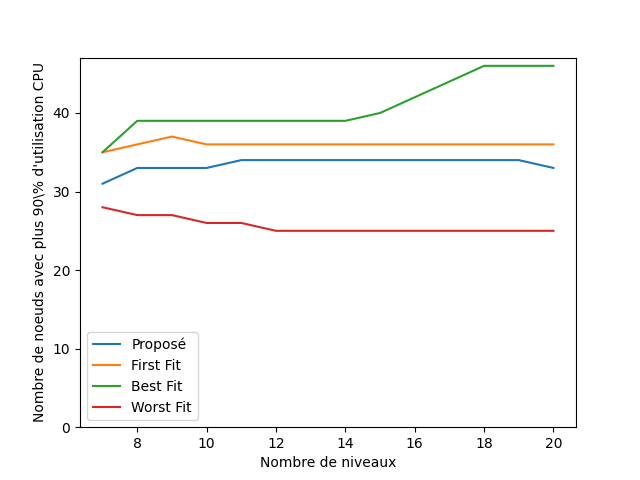 Nombre de noeuds avec plus 90\% d'utilisation CPU
40
30
20
10
0
Proposé
First Fit
Best Fit
Worst Fit
8 10 12 14 16 18 20
Nombre de niveaux